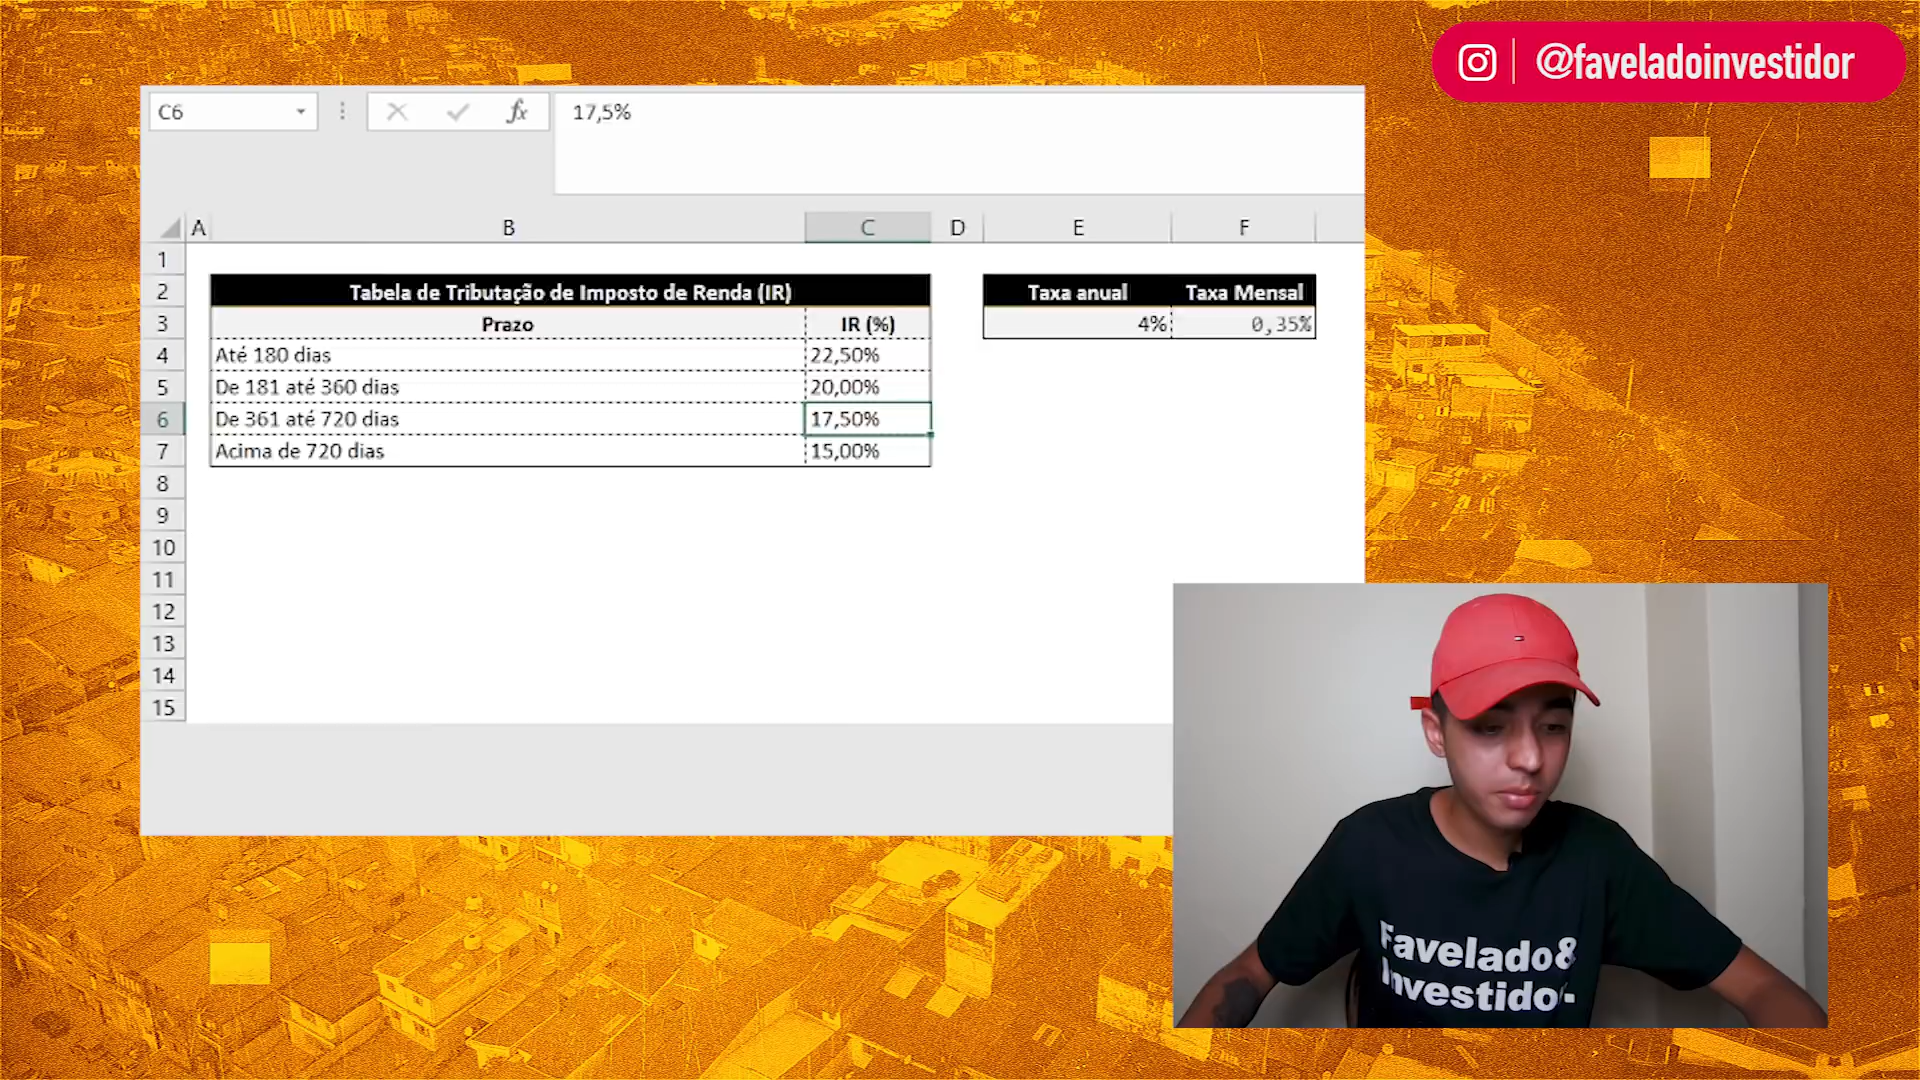 @faveladoinvestidor
C6
fx
17,5%
A B C D E F
1
2 Tabela de Tributação de Imposto de Renda (IR) Taxa anual Taxa Mensal
3 Prazo IR (%) 4% 0,35%
4 Até 180 dias 22,50%
5 De 181 até 360 dias 20,00%
6 De 361 até 720 dias 17,50%
7 Acima de 720 dias 15,00%
8
9
10
11
12
13
14
15
Favelado&
Investidor.